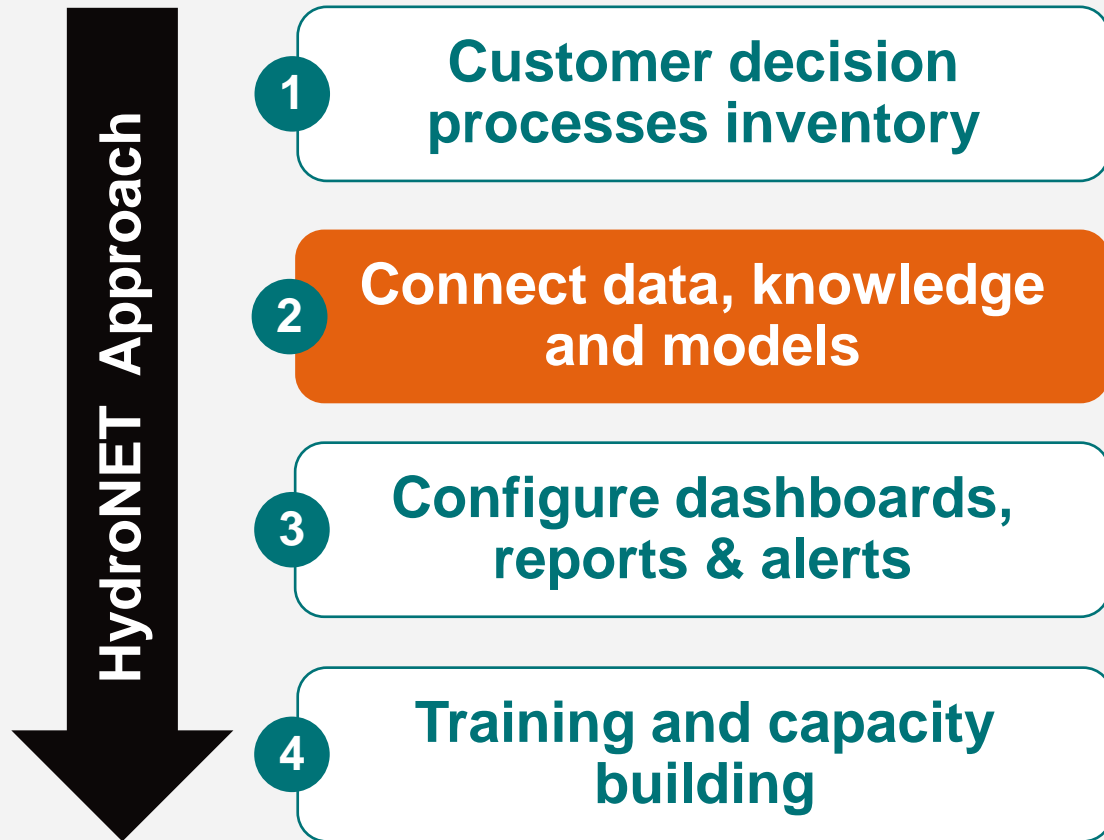 HydroNET Approach
1
Customer decision
processes inventory
2
Connect data, knowledge
and models
3
Configure dashboards,
reports & alerts
4
Training and capacity
building